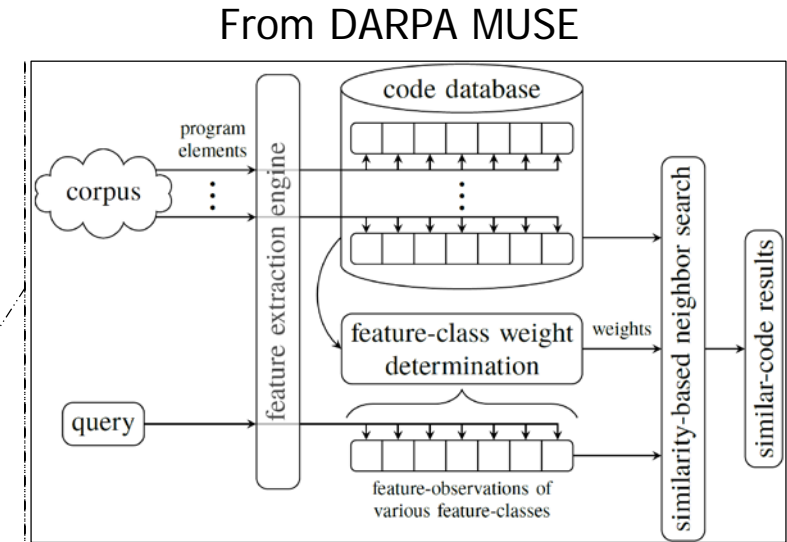 From DARPA MUSE
code database
program
elements
corpus
feature extraction engine
feature-class weight
determination
weights
query
feature-observations of
various feature-classes
similarity-based neighbor search
similar-code results